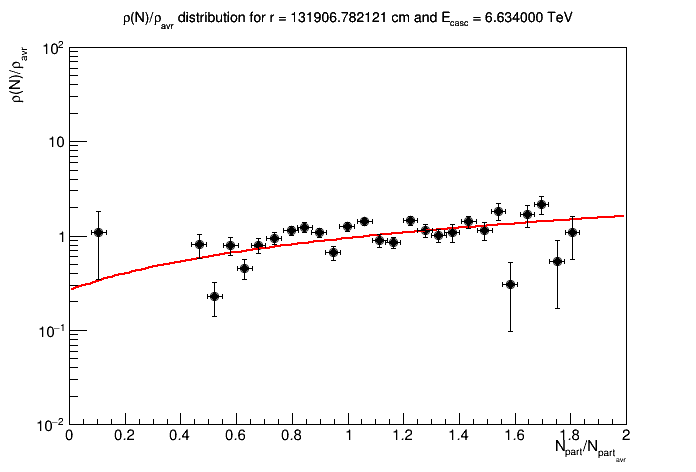 ρ(N)/ρavr distribution for r = 131906.782121 cm and Ecasc = 6.634000 TeV
ρ(N)/ρavr
10²
10
1
10⁻¹
10⁻²
0 0.2 0.4 0.6 0.8 1 1.2 1.4 1.6 1.8 2
Npart/Npartavr